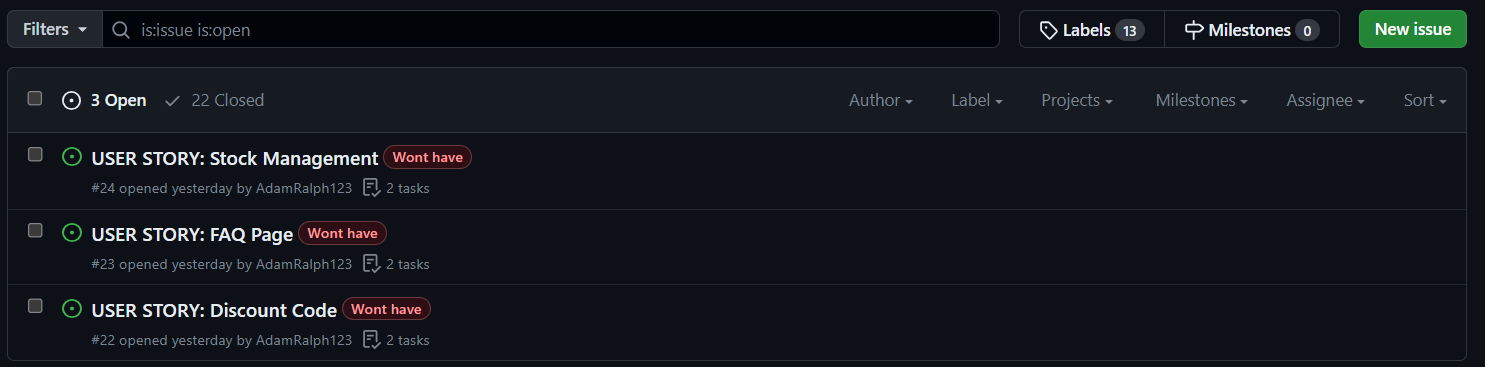 Filters is:issue is:open Labels 13 Milestones 0 New issue
3 Open 22 Closed Author Label Projects Milestones Assignee Sort
USER STORY: Stock Management Wont have
#24 opened yesterday by AdamRalph123 2 tasks
USER STORY: FAQ Page Wont have
#23 opened yesterday by AdamRalph123 2 tasks
USER STORY: Discount Code Wont have
#22 opened yesterday by AdamRalph123 2 tasks